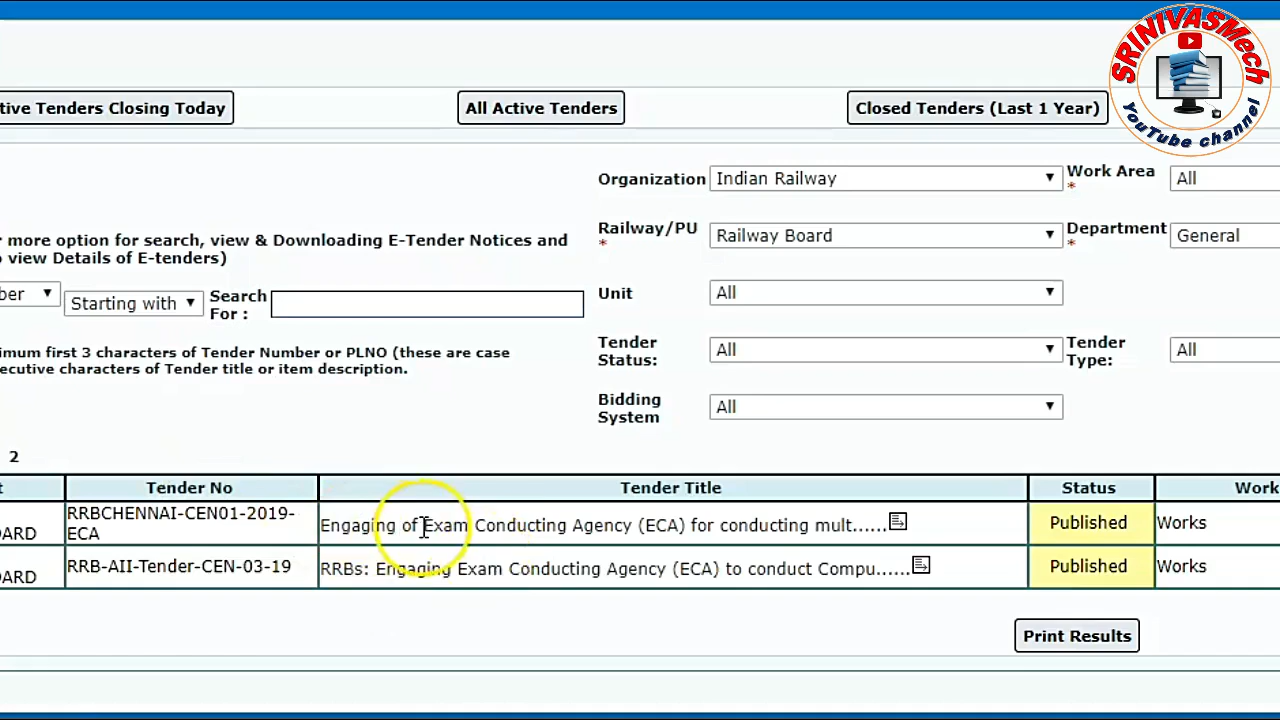 SRINIVASMech
YouTube channel
tive Tenders Closing Today
All Active Tenders
Closed Tenders (Last 1 Year)
Organization Indian Railway
Work Area * All
Railway/PU * Railway Board
Department * General
r more option for search, view & Downloading E-Tender Notices and
o view Details of E-tenders)
ber Starting with Search For :
Unit All
imum first 3 characters of Tender Number or PLNO (these are case
ecutive characters of Tender title or item description.
Tender Status: All
Tender Type: All
Bidding System All
2
t Tender No Tender Title Status Work
OARD RRBCHENNAI-CEN01-2019-ECA Engaging of Exam Conducting Agency (ECA) for conducting mult...... Published Works
OARD RRB-AII-Tender-CEN-03-19 RRBs: Engaging Exam Conducting Agency (ECA) to conduct Compu...... Published Works
Print Results